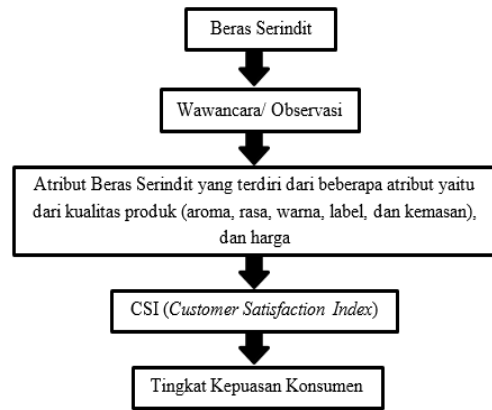 Beras Serindit
Wawancara/ Observasi
Atribut Beras Serindit yang terdiri dari beberapa atribut yaitu
dari kualitas produk (aroma, rasa, warna, label, dan kemasan),
dan harga
CSI (Customer Satisfaction Index)
Tingkat Kepuasan Konsumen